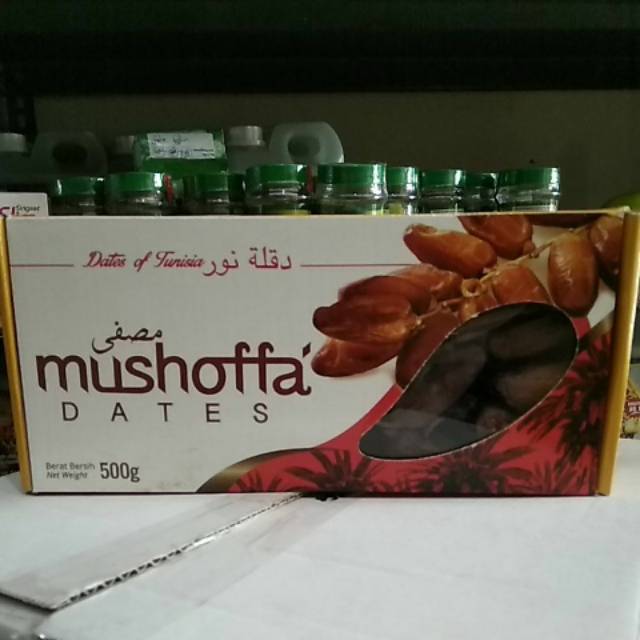 Dates of Tunisia دقلة نور
مصفى
mushoffa'
DATES
Berat Bersih
Net Weight 500g